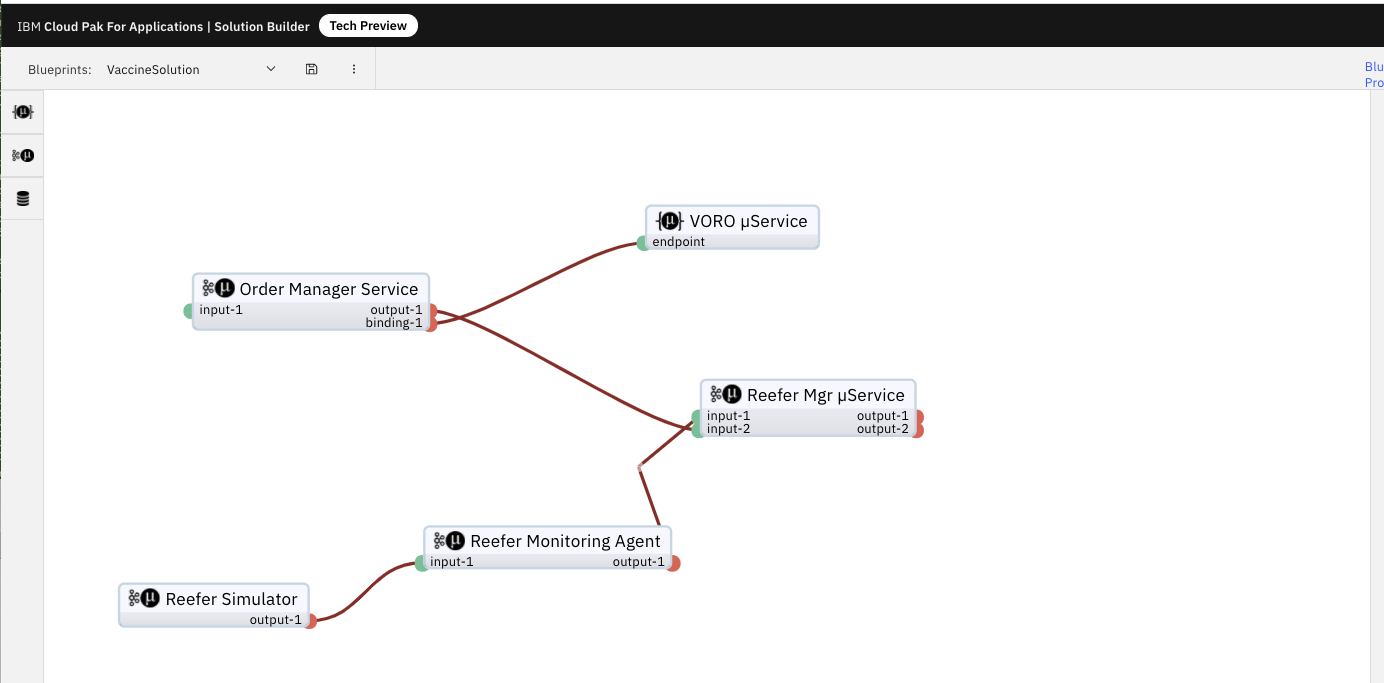 IBM Cloud Pak For Applications | Solution Builder Tech Preview
Blueprints: VaccineSolution
Blu
Pro
{µ}
µ
{µ} VORO µService
endpoint
µ Order Manager Service
input-1 output-1
binding-1
µ Reefer Mgr µService
input-1 output-1
input-2 output-2
µ Reefer Monitoring Agent
input-1 output-1
µ Reefer Simulator
output-1